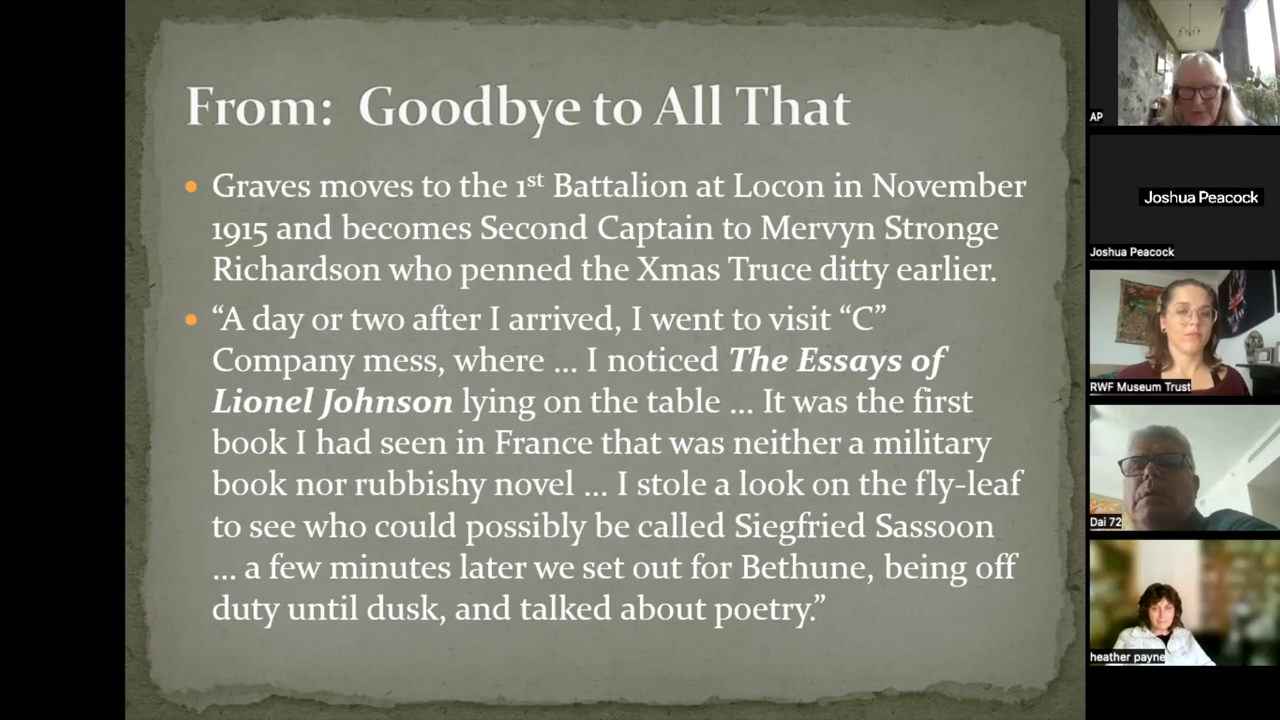 From:  Goodbye to All That
• Graves moves to the 1st Battalion at Locon in November
1915 and becomes Second Captain to Mervyn Stronge
Richardson who penned the Xmas Truce ditty earlier.
• “A day or two after I arrived, I went to visit “C”
Company mess, where ... I noticed The Essays of
Lionel Johnson lying on the table ... It was the first
book I had seen in France that was neither a military
book nor rubbishy novel ... I stole a look on the fly-leaf
to see who could possibly be called Siegfried Sassoon
... a few minutes later we set out for Bethune, being off
duty until dusk, and talked about poetry.”
AP
Joshua Peacock
Joshua Peacock
RWF Museum Trust
Dai 72
heather payne